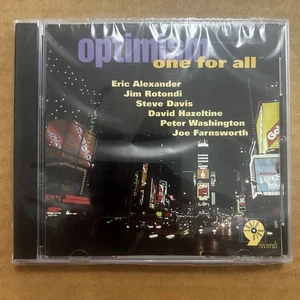 optimism
one for all
Eric Alexander
Jim Rotondi
Steve Davis
David Hazeltine
Peter Washington
Joe Farnsworth
records